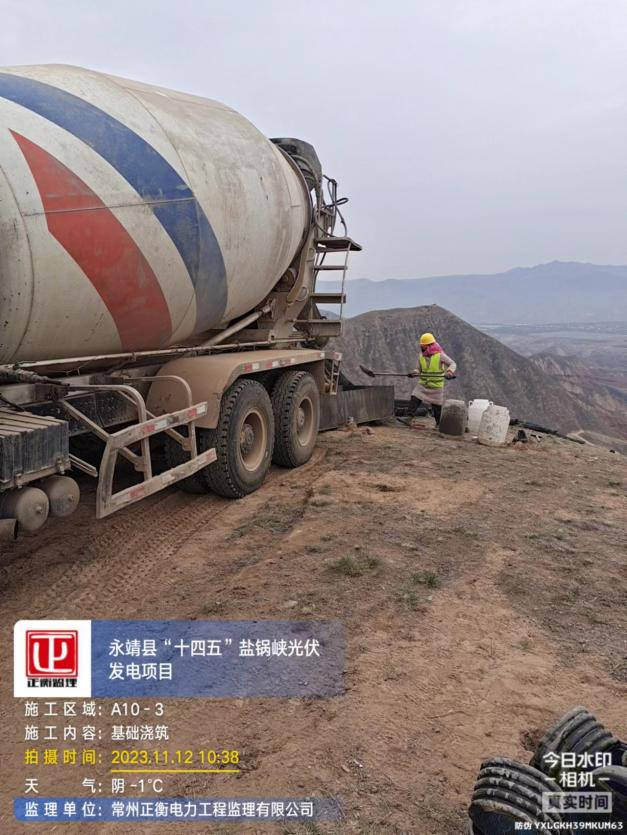 永靖县“十四五”盐锅峡光伏
发电项目
正衡监理
施工区域：A10-3
施工内容：基础浇筑
拍摄时间：2023.11.12 10:38
天 气：阴 -1°C
监理单位：常州正衡电力工程监理有限公司
今日水印
相机
真实时间
防伪 YXLGKH39MKUM63